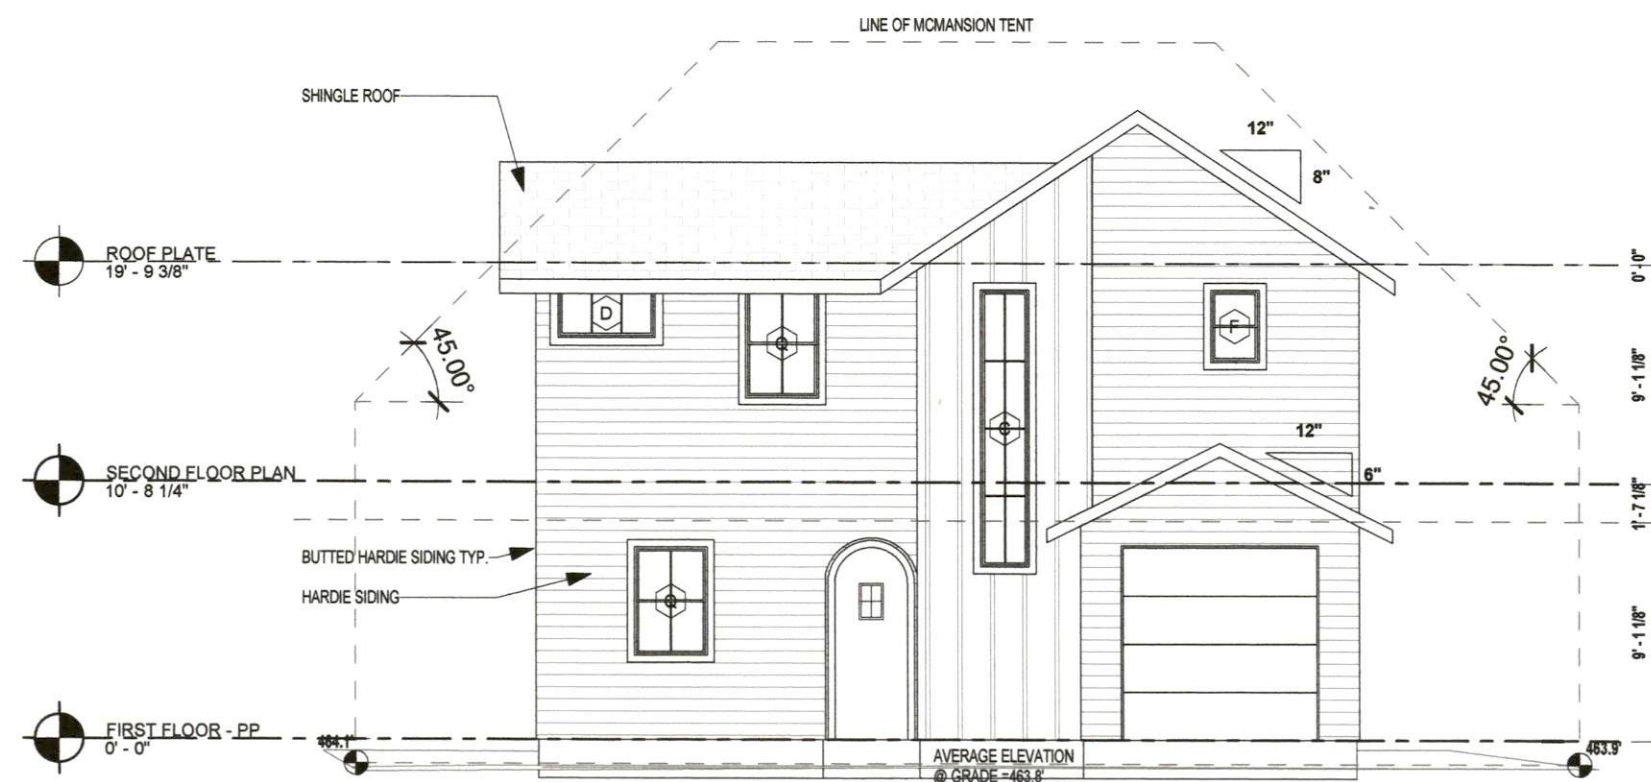 LINE OF MCMANSION TENT
SHINGLE ROOF
12"
8"
ROOF PLATE
19' - 9 3/8"
0' - 0"
D
Q
F
45.00°
45.00°
9' - 1 1/8"
G
12"
6"
SECOND FLOOR PLAN
10' - 8 1/4"
1' - 7 1/8"
BUTTED HARDIE SIDING TYP.
HARDIE SIDING
Q
9' - 1 1/8"
FIRST FLOOR - PP
0' - 0"
464.1'
463.9'
AVERAGE ELEVATION
@ GRADE =463.8'